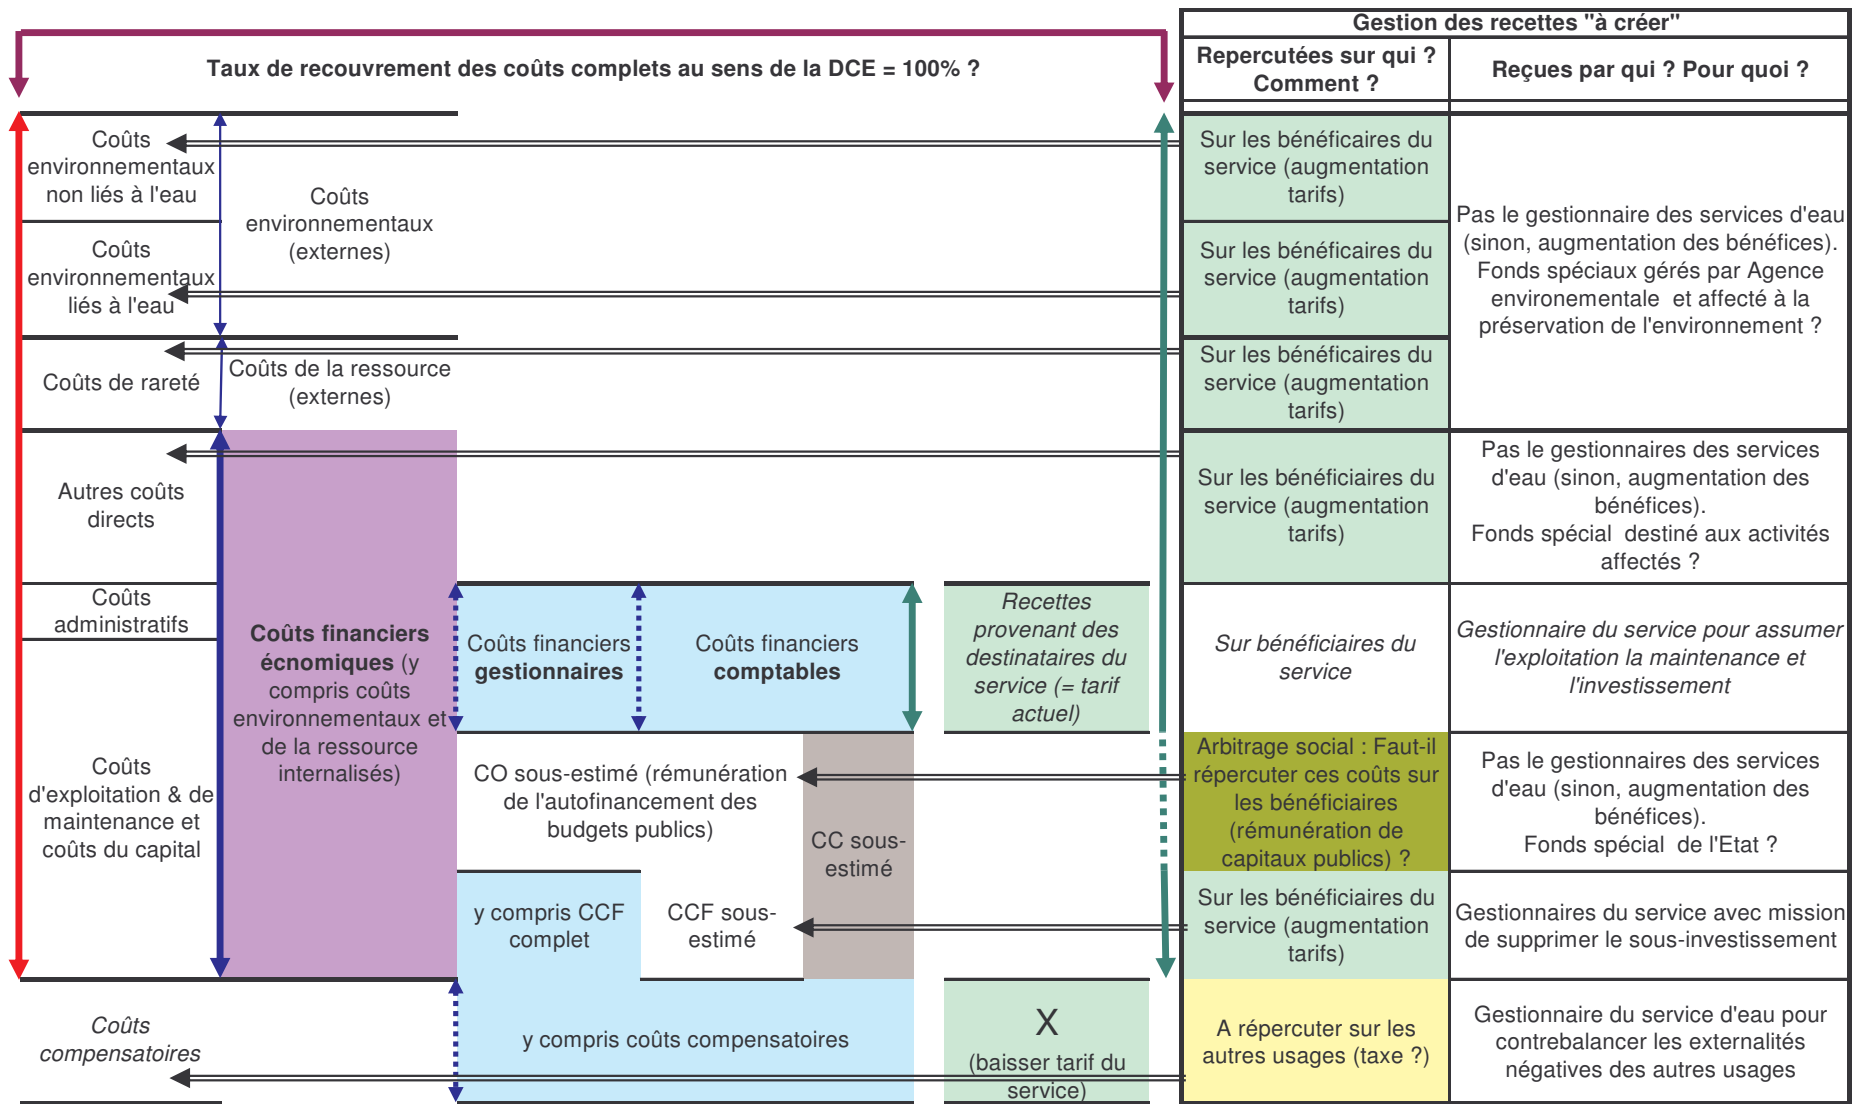 Gestion des recettes "à créer"
Taux de recouvrement des coûts complets au sens de la DCE = 100% ?
Repercutées sur qui ?
Comment ?
Reçues par qui ? Pour quoi ?
Coûts
environnementaux
non liés à l'eau
Coûts
environnementaux
(externes)
Sur les bénéficaires du
service (augmentation
tarifs)
Coûts
environnementaux
liés à l'eau
Sur les bénéficaires du
service (augmentation
tarifs)
Pas le gestionnaire des services d'eau
(sinon, augmentation des bénéfices).
Fonds spéciaux gérés par Agence
environementale et affecté à la
préservation de l'environnement ?
Coûts de rareté
Coûts de la ressource
(externes)
Sur les bénéficaires du
service (augmentation
tarifs)
Autres coûts
directs
Sur les bénéficiaires du
service (augmentation
tarifs)
Pas le gestionnaires des services
d'eau (sinon, augmentation des
bénéfices).
Fonds spécial destiné aux activités
affectés ?
Coûts
administratifs
Coûts financiers
écnomiques (y
compris coûts
environnementaux et
de la ressource
internalisés)
Coûts financiers
gestionnaires
Coûts financiers
comptables
Recettes
provenant des
destinataires du
service (= tarif
actuel)
Sur bénéficiaires du
service
Gestionnaire du service pour assumer
l'exploitation la maintenance et
l'investissement
Coûts
d'exploitation & de
maintenance et
coûts du capital
CO sous-estimé (rémunération
de l'autofinancement des
budgets publics)
CC sous-
estimé
Arbitrage social : Faut-il
répercuter ces coûts sur
les bénéficiaires
(rémunération de
capitaux publics) ?
Pas le gestionnaires des services
d'eau (sinon, augmentation des
bénéfices).
Fonds spécial de l'Etat ?
y compris CCF
complet
CCF sous-
estimé
Sur les bénéficiaires du
service (augmentation
tarifs)
Gestionnaires du service avec mission
de supprimer le sous-investissement
Coûts
compensatoires
y compris coûts compensatoires
X
(baisser tarif du
service)
A répercuter sur les
autres usages (taxe ?)
Gestionnaire du service d'eau pour
contrebalancer les externalités
négatives des autres usages